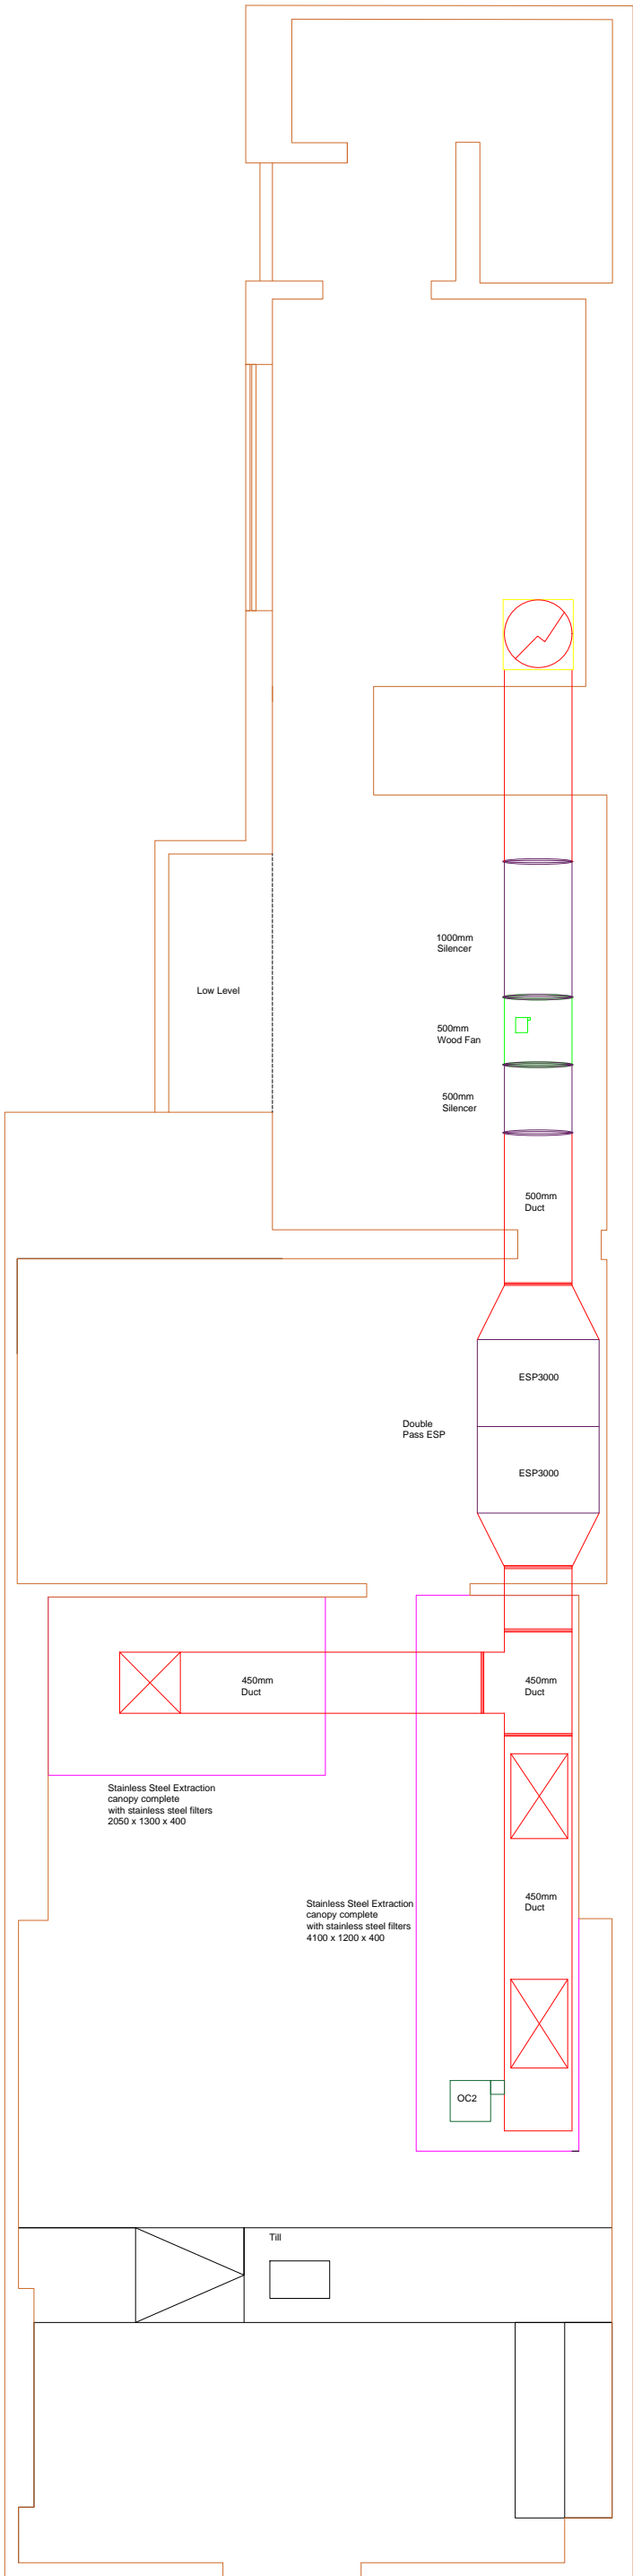 1000mm
Silencer
Low Level
500mm
Wood Fan
500mm
Silencer
500mm
Duct
ESP3000
Double
Pass ESP
ESP3000
450mm
Duct
450mm
Duct
Stainless Steel Extraction
canopy complete
with stainless steel filters
2050 x 1300 x 400
450mm
Duct
Stainless Steel Extraction
canopy complete
with stainless steel filters
4100 x 1200 x 400
OC2
Till